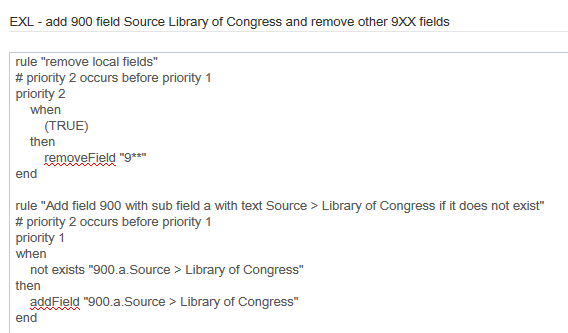 EXL - add 900 field Source Library of Congress and remove other 9XX fields
rule "remove local fields"
# priority 2 occurs before priority 1
priority 2
when
(TRUE)
then
removeField "9**"
end
rule "Add field 900 with sub field a with text Source > Library of Congress if it does not exist"
# priority 2 occurs before priority 1
priority 1
when
not exists "900.a.Source > Library of Congress"
then
addField "900.a.Source > Library of Congress"
end